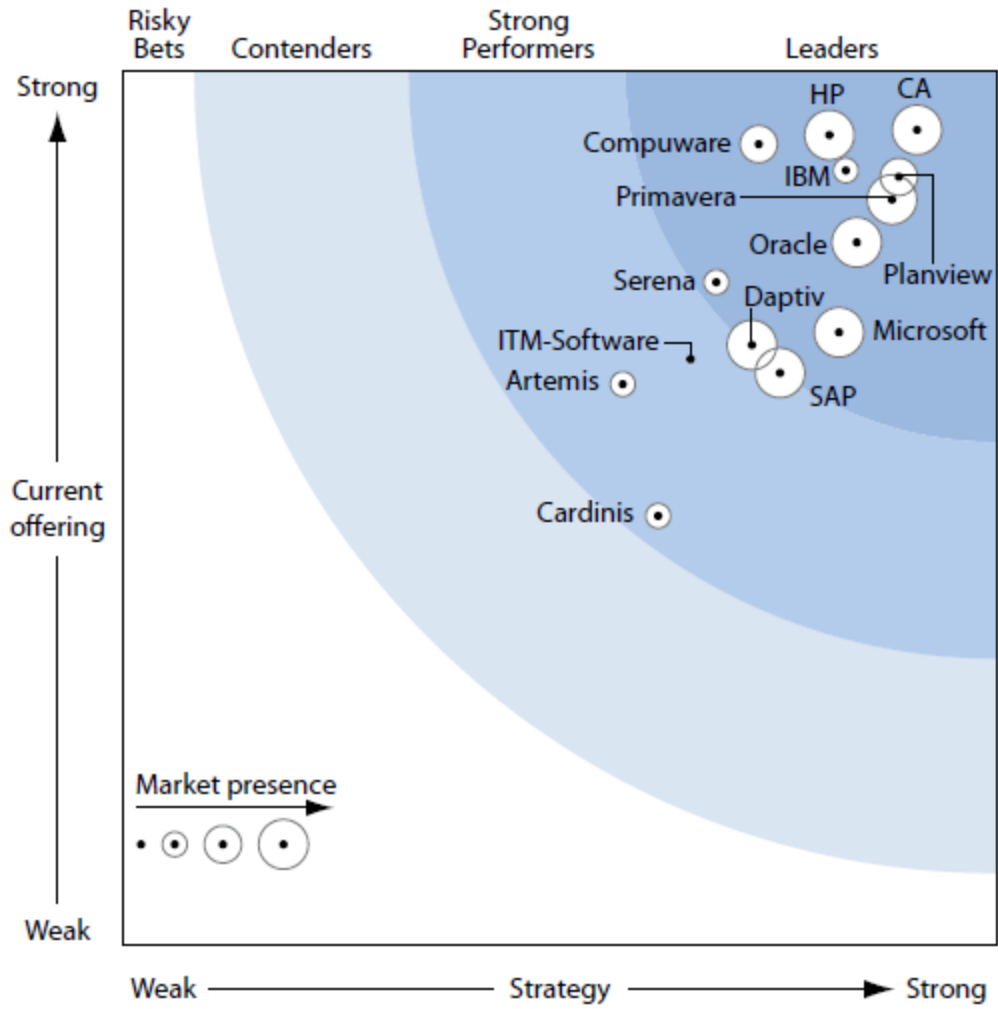 Risky
Bets
Contenders
Strong
Performers
Leaders
Strong
HP
CA
Compuware
IBM
Primavera
Oracle
Planview
Serena
Daptiv
Microsoft
ITM-Software
Artemis
SAP
Current
offering
Cardinis
Market presence
Weak
Weak
Strategy
Strong